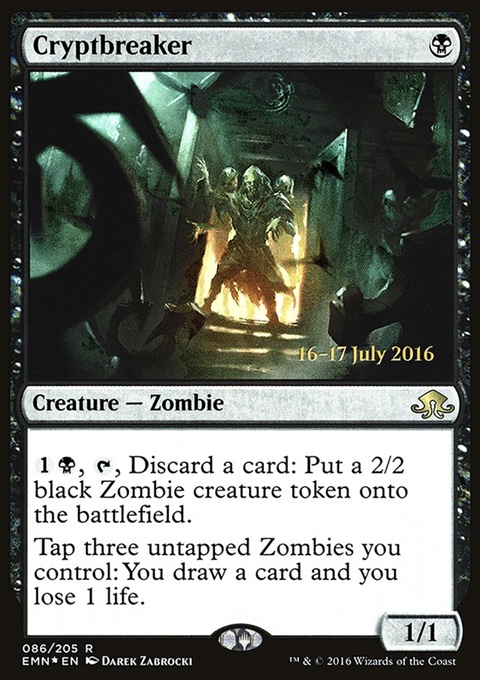 Cryptbreaker
16-17 July 2016
Creature — Zombie
1 , , Discard a card: Put a 2/2
black Zombie creature token onto
the battlefield.
Tap three untapped Zombies you
control: You draw a card and you
lose 1 life.
1/1
086/205 R
EMN★EN Darek Zabrocki
™ & © 2016 Wizards of the Coast